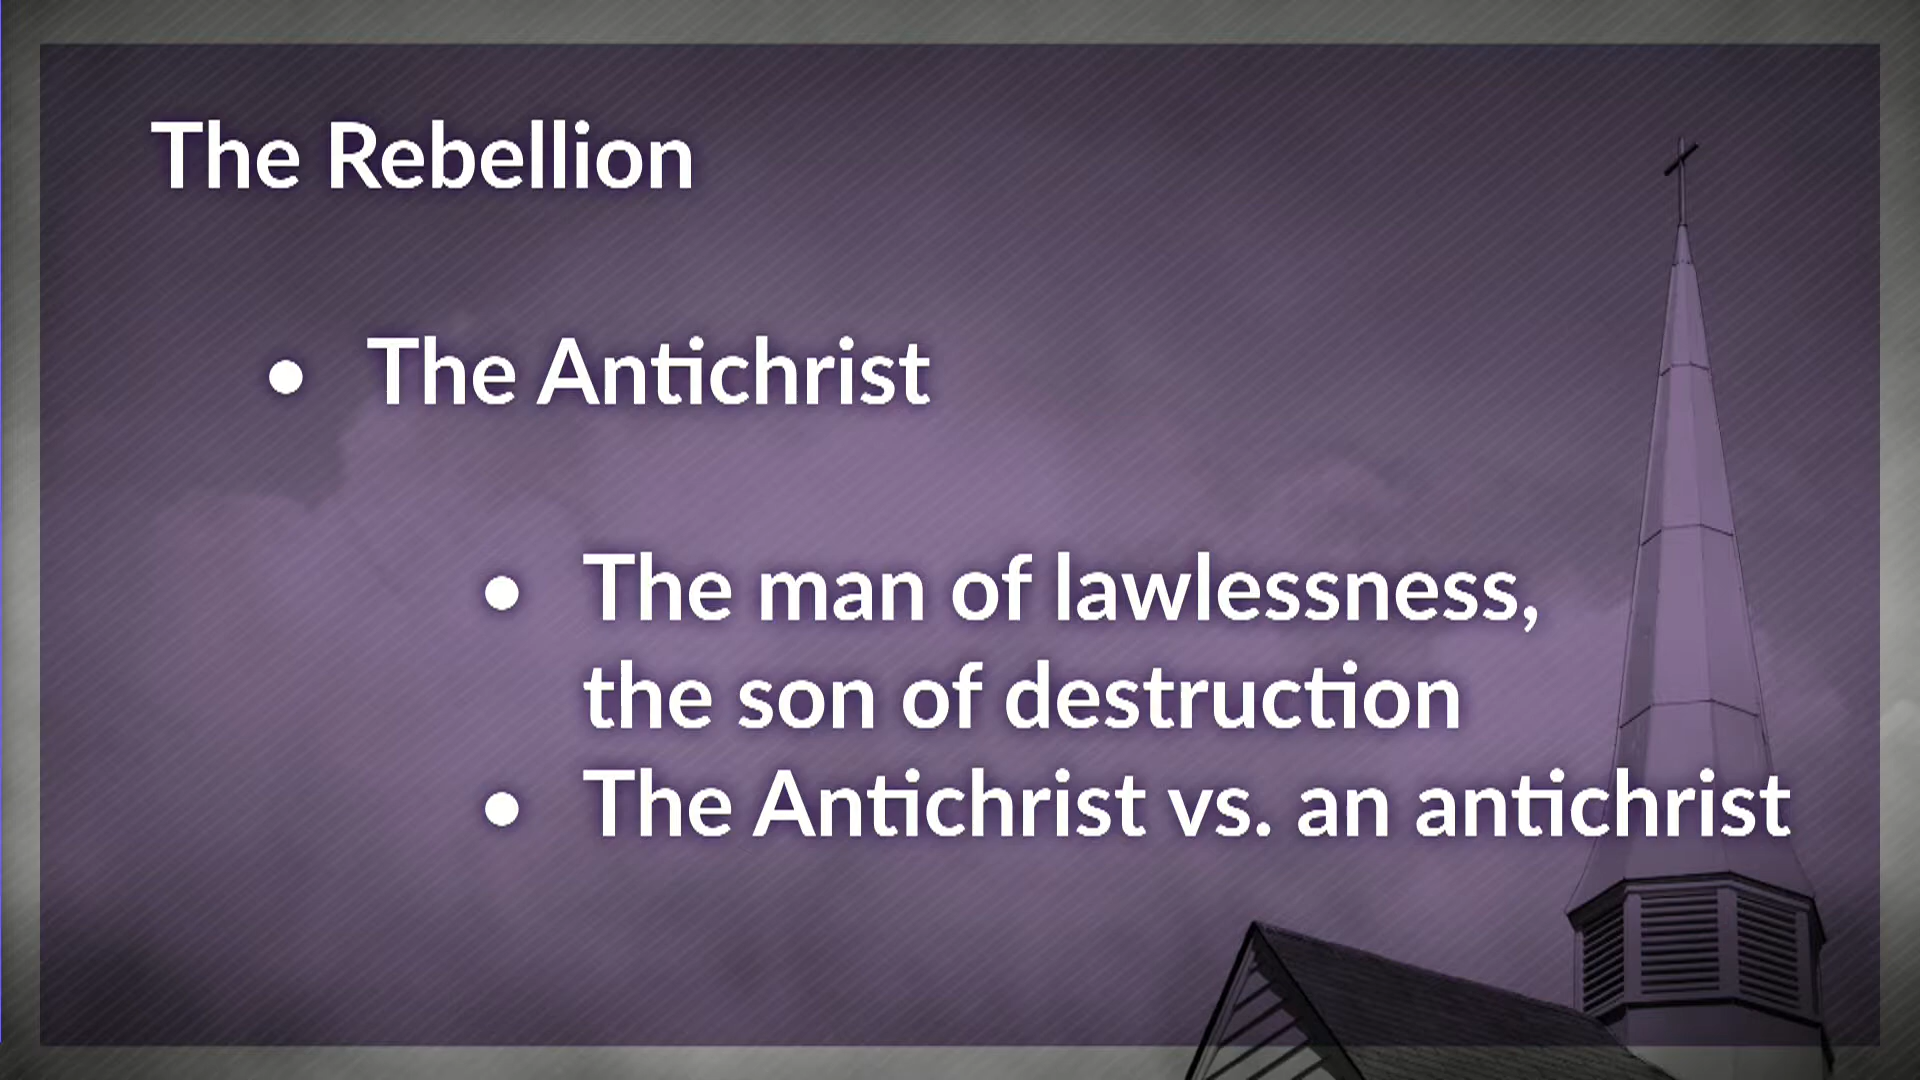 The Rebellion
• The Antichrist
• The man of lawlessness,
the son of destruction
• The Antichrist vs. an antichrist